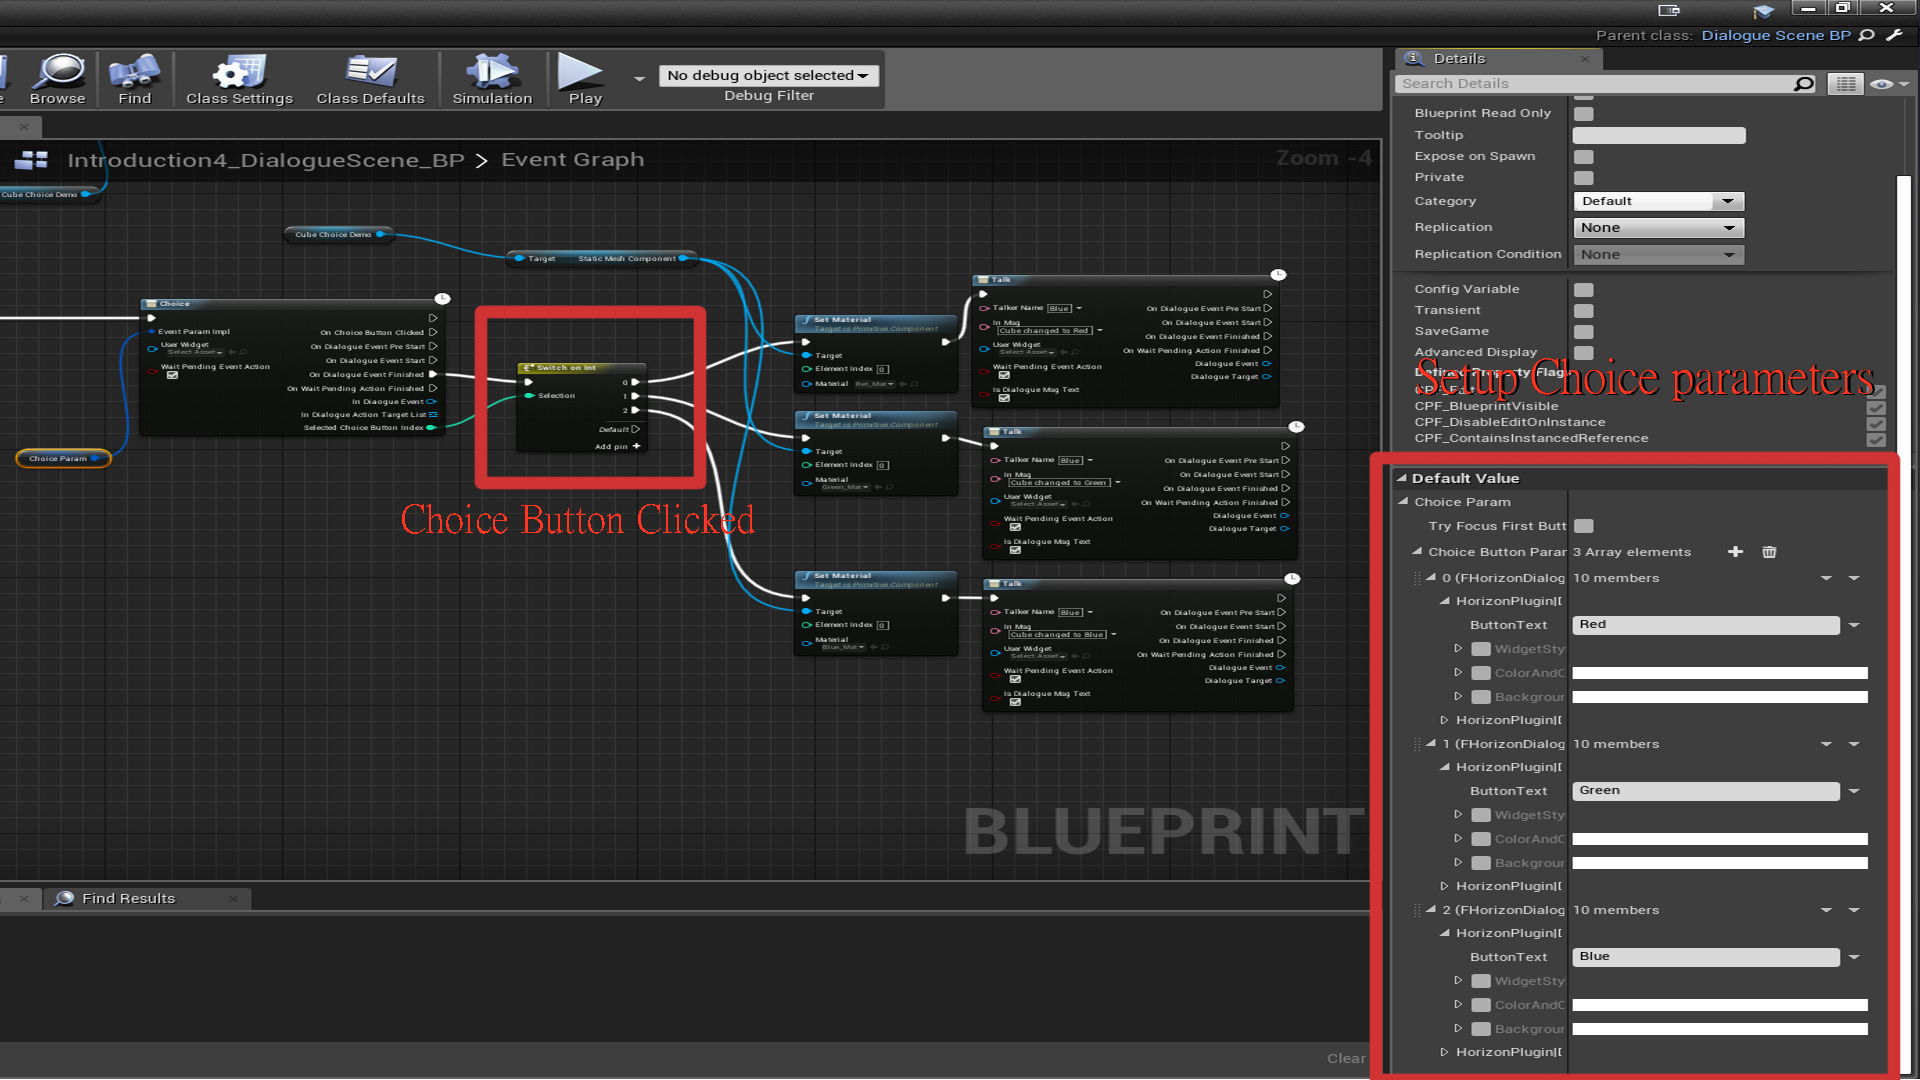 Parent class: Dialogue Scene BP
Browse
Find
Class Settings
Class Defaults
Simulation
Play
No debug object selected
Debug Filter
Introduction4_DialogueScene_BP > Event Graph
Zoom -4
Cube Choice Demo
Cube Choice Demo
Target Static Mesh Component
Choice
Event Param Impl
User Widget
Select Asset
Wait Pending Event Action
On Choice Button Clicked
On Dialogue Event Pre Start
On Dialogue Event Start
On Dialogue Event Finished
On Wait Pending Action Finished
In Dialogue Event
In Dialogue Action Target List
Selected Choice Button Index
Choice Param
Switch on Int
Selection
0
1
2
Default
Add pin +
Choice Button Clicked
Set Material
Target is Primitive Component
Target
Element Index 0
Material
Set Material
Target is Primitive Component
Target
Element Index 0
Material
Green_Mat
Set Material
Target is Primitive Component
Target
Element Index 0
Material
Blue_Mat
Talk
Talker Name Blue
In Msg
Cube changed to Red
User Widget
Select Asset
Wait Pending Event Action
Is Dialogue Msg Text
On Dialogue Event Pre Start
On Dialogue Event Start
On Dialogue Event Finished
On Wait Pending Action Finished
Dialogue Event
Dialogue Target
Talk
Talker Name Blue
In Msg
Cube changed to Green
User Widget
Select Asset
Wait Pending Event Action
Is Dialogue Msg Text
On Dialogue Event Pre Start
On Dialogue Event Start
On Dialogue Event Finished
On Wait Pending Action Finished
Dialogue Event
Dialogue Target
Talk
Talker Name Blue
In Msg
Cube changed to Blue
User Widget
Select Asset
Wait Pending Event Action
Is Dialogue Msg Text
On Dialogue Event Pre Start
On Dialogue Event Start
On Dialogue Event Finished
On Wait Pending Action Finished
Dialogue Event
Dialogue Target
BLUEPRINT
Find Results
Clear
Details
Search Details
Blueprint Read Only
Tooltip
Expose on Spawn
Private
Category Default
Replication None
Replication Condition None
Config Variable
Transient
SaveGame
Advanced Display
Setup Choice parameters
Defined Property Flags
CPF_BlueprintVisible
CPF_DisableEditOnInstance
CPF_ContainsInstancedReference
Default Value
Choice Param
Try Focus First Butt
Choice Button Parar 3 Array elements
0 (FHorizonDialog 10 members
HorizonPlugin|[
ButtonText Red
WidgetSty
ColorAndC
Backgrour
HorizonPlugin|[
1 (FHorizonDialog 10 members
HorizonPlugin|[
ButtonText Green
WidgetSty
ColorAndC
Backgrour
HorizonPlugin|[
2 (FHorizonDialog 10 members
HorizonPlugin|[
ButtonText Blue
WidgetSty
ColorAndC
Backgrour
HorizonPlugin|[